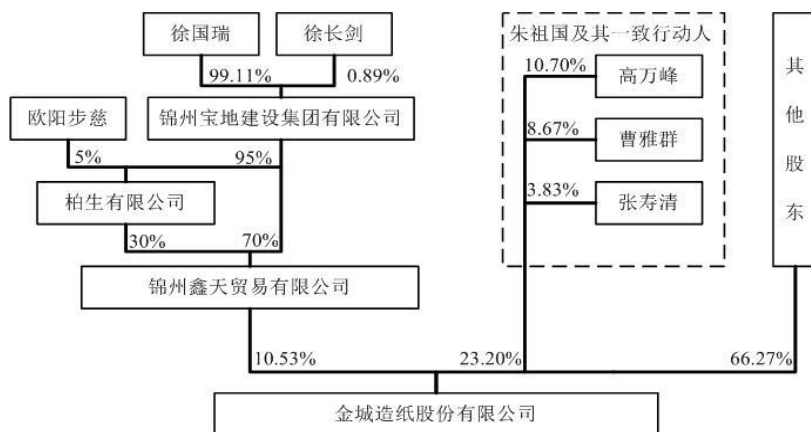 徐国瑞
徐长剑
99.11%
0.89%
欧阳步慈
锦州宝地建设集团有限公司
5%
95%
柏生有限公司
30%
70%
锦州鑫天贸易有限公司
朱祖国及其一致行动人
10.70%
高万峰
8.67%
曹雅群
3.83%
张寿清
其他股东
10.53%
23.20%
66.27%
金城造纸股份有限公司